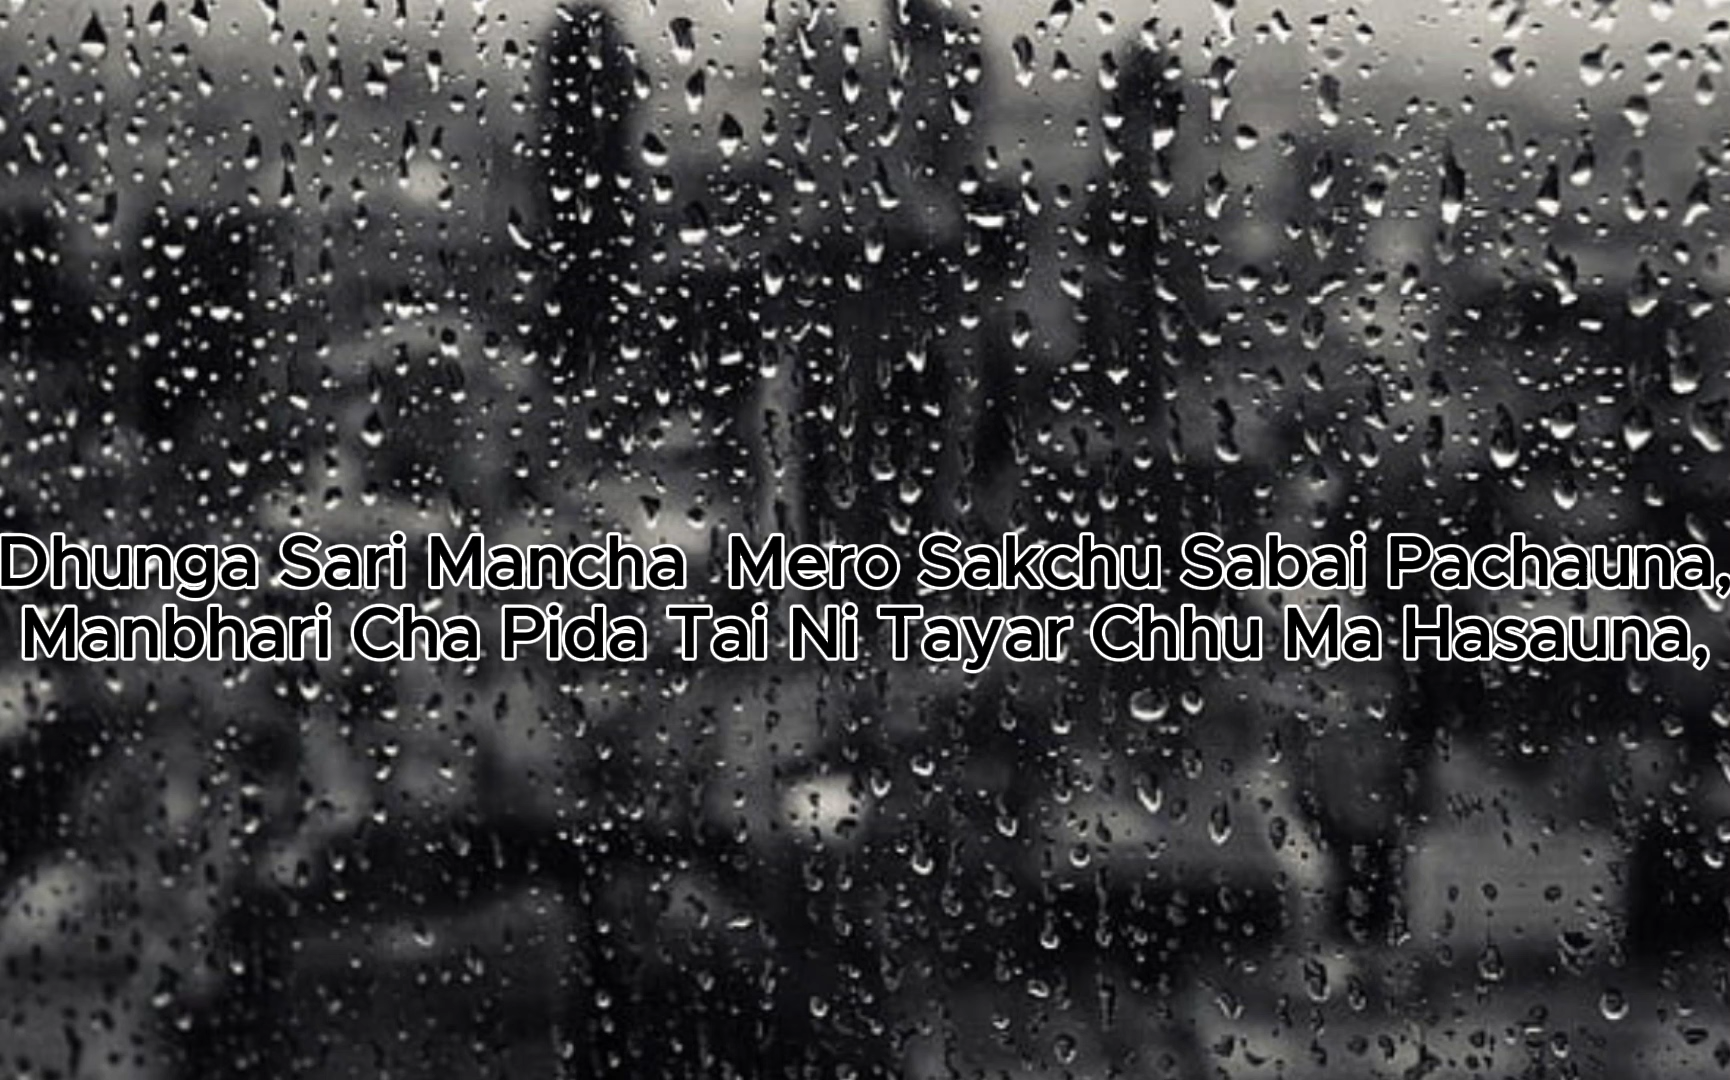 Dhunga Sari Mancha  Mero Sakchu Sabai Pachauna,
Manbhari Cha Pida Tai Ni Tayar Chhu Ma Hasauna,